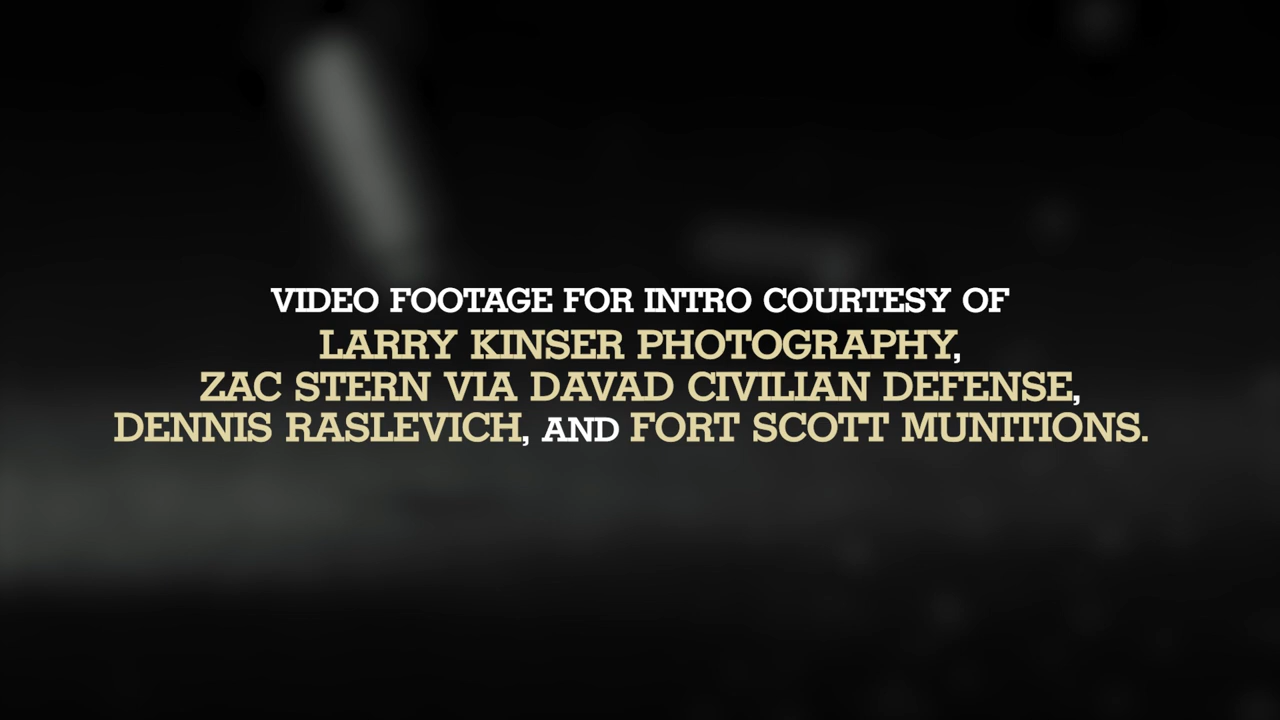 VIDEO FOOTAGE FOR INTRO COURTESY OF
LARRY KINSER PHOTOGRAPHY,
ZAC STERN VIA DAVAD CIVILIAN DEFENSE,
DENNIS RASLEVICH, AND FORT SCOTT MUNITIONS.